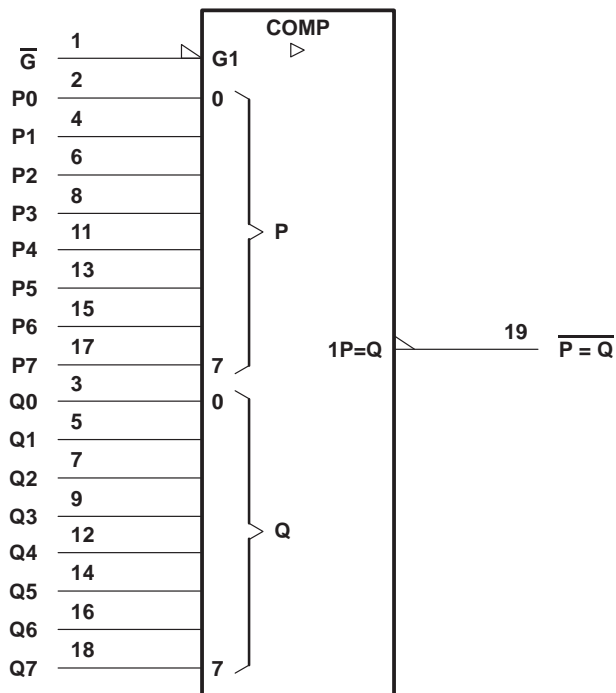 COMP
G̅ 1 G1
P0 2 0
P1 4
P2 6
P3 8
P4 11
P
P5 13
P6 15
1P=Q 19 P̅ ̅=̅ ̅Q̅
P7 17 7
Q0 3 0
Q1 5
Q2 7
Q3 9
Q
Q4 12
Q5 14
Q6 16
Q7 18 7